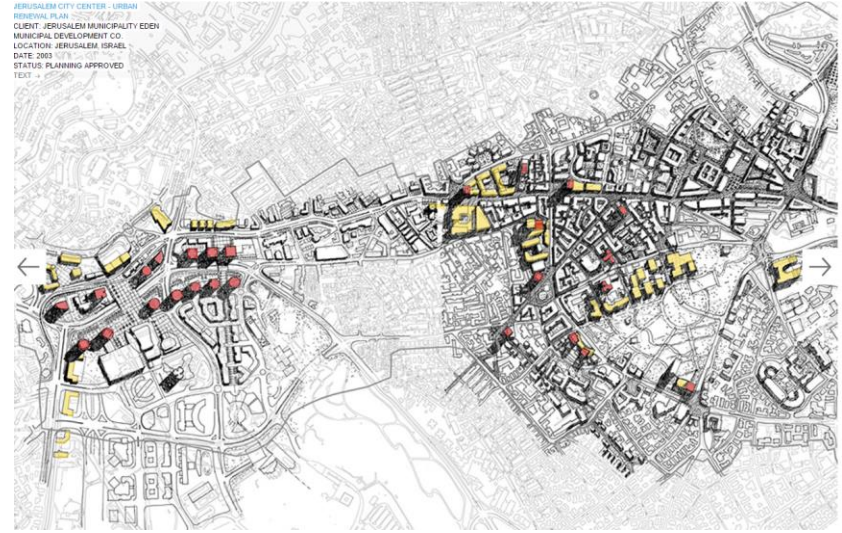 JERUSALEM CITY CENTER - URBAN
RENEWAL PLAN
CLIENT: JERUSALEM MUNICIPALITY EDEN
MUNICIPAL DEVELOPMENT CO.
LOCATION: JERUSALEM, ISRAEL
DATE: 2003
STATUS: PLANNING APPROVED
TEXT →